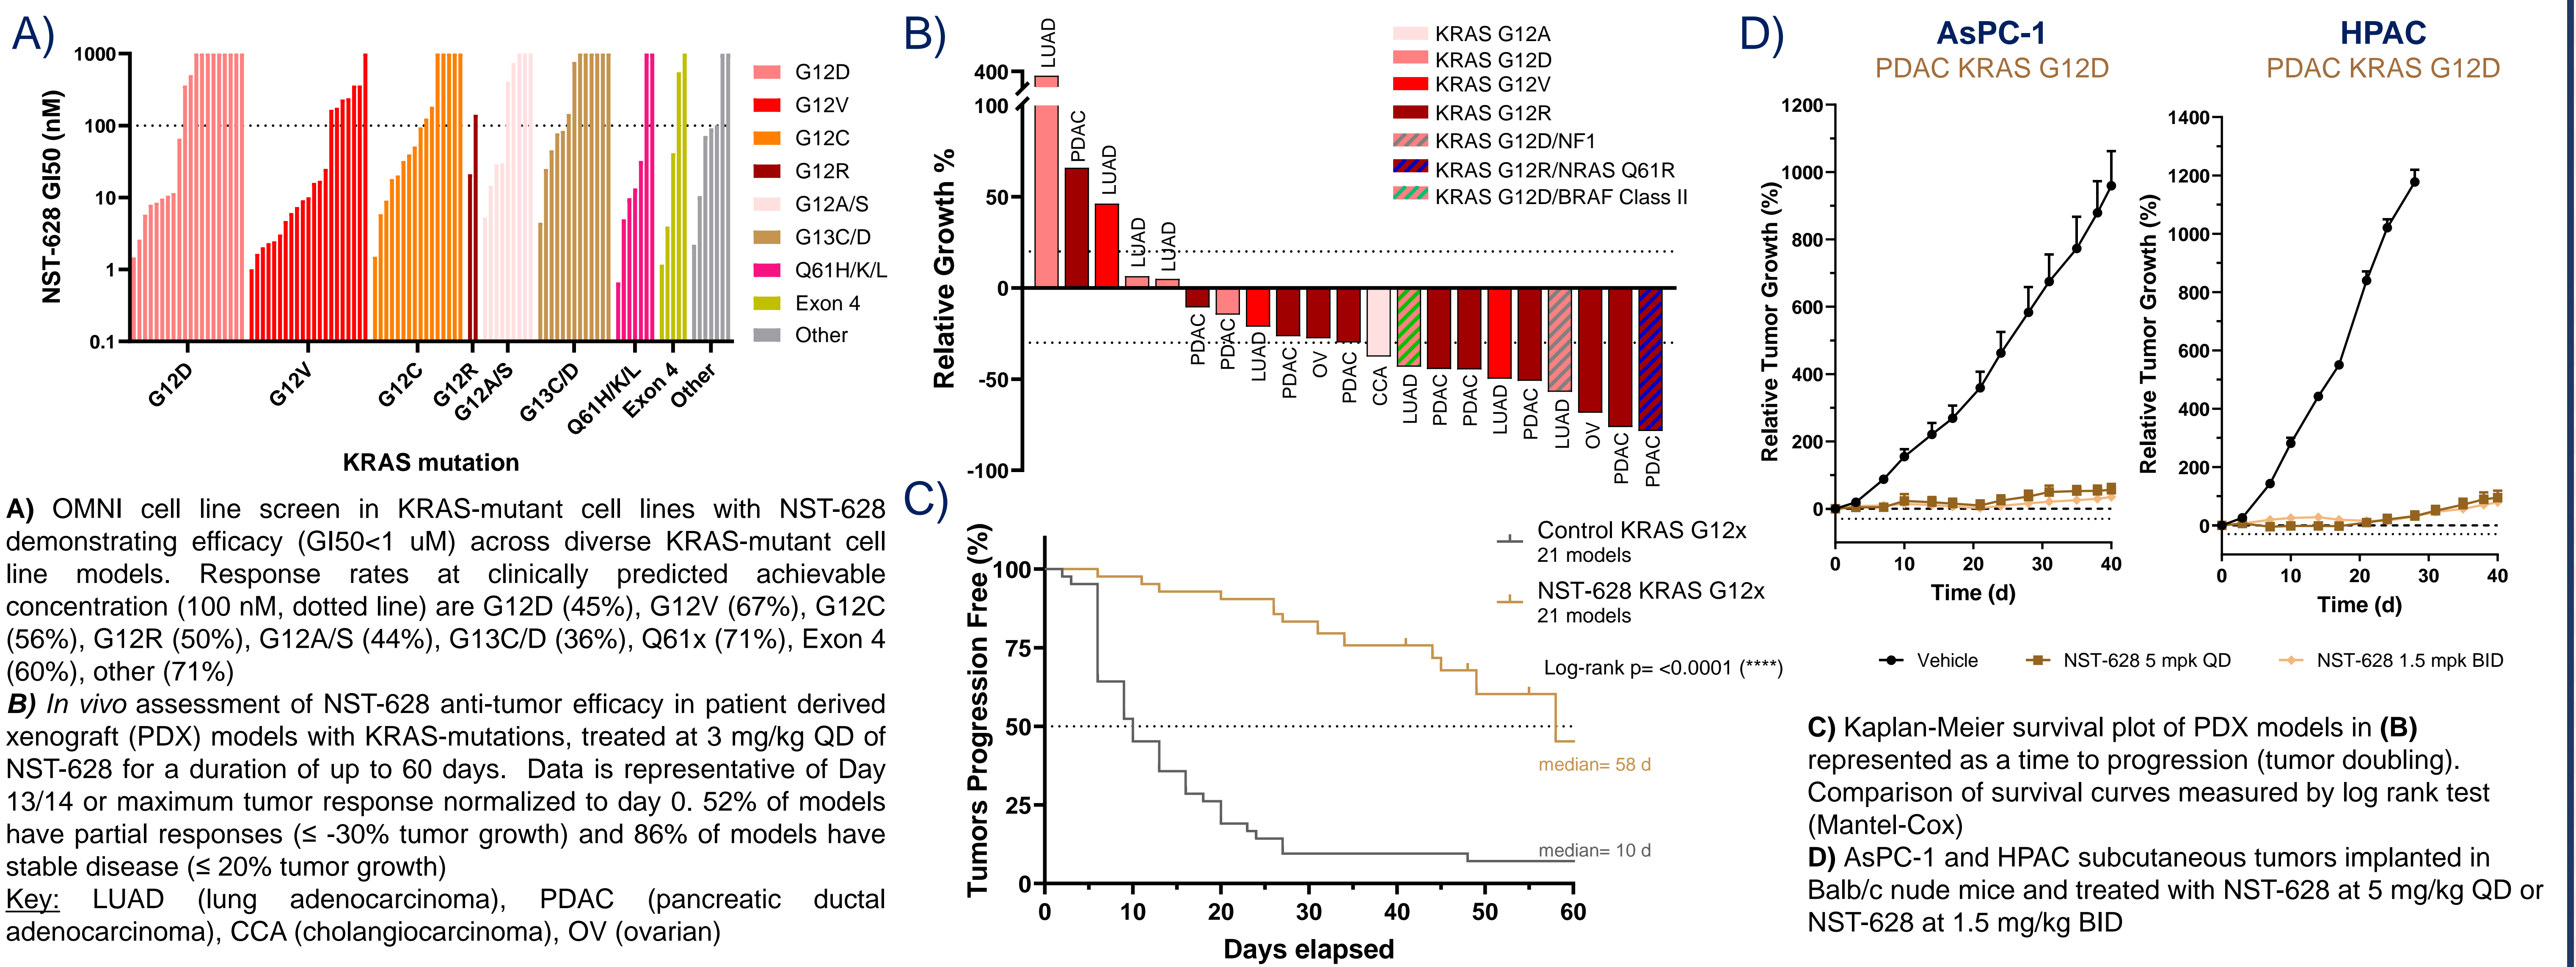 A)
1000
100
10
1
0.1
NST-628 GI50 (nM)
G12D
G12V
G12C
G12R
G12A/S
G13C/D
Q61H/K/L
Exon 4
Other
KRAS mutation
G12D
G12V
G12C
G12R
G12A/S
G13C/D
Q61H/K/L
Exon 4
Other
A) OMNI cell line screen in KRAS-mutant cell lines with NST-628
demonstrating efficacy (GI50<1 uM) across diverse KRAS-mutant cell
line models. Response rates at clinically predicted achievable
concentration (100 nM, dotted line) are G12D (45%), G12V (67%), G12C
(56%), G12R (50%), G12A/S (44%), G13C/D (36%), Q61x (71%), Exon 4
(60%), other (71%)
B) In vivo assessment of NST-628 anti-tumor efficacy in patient derived
xenograft (PDX) models with KRAS-mutations, treated at 3 mg/kg QD of
NST-628 for a duration of up to 60 days. Data is representative of Day
13/14 or maximum tumor response normalized to day 0. 52% of models
have partial responses (≤ -30% tumor growth) and 86% of models have
stable disease (≤ 20% tumor growth)
Key: LUAD (lung adenocarcinoma), PDAC (pancreatic ductal
adenocarcinoma), CCA (cholangiocarcinoma), OV (ovarian)
B)
400
100
50
0
-50
-100
Relative Growth %
LUAD
PDAC
LUAD
LUAD
LUAD
PDAC
PDAC
LUAD
PDAC
OV
PDAC
CCA
LUAD
PDAC
PDAC
LUAD
PDAC
LUAD
OV
PDAC
PDAC
KRAS G12A
KRAS G12D
KRAS G12V
KRAS G12R
KRAS G12D/NF1
KRAS G12R/NRAS Q61R
KRAS G12D/BRAF Class II
C)
Tumors Progression Free (%)
100
75
50
25
0
0 10 20 30 40 50 60
Days elapsed
Control KRAS G12x
21 models
NST-628 KRAS G12x
21 models
Log-rank p= <0.0001 (****)
median= 58 d
median= 10 d
D)
AsPC-1
PDAC KRAS G12D
Relative Tumor Growth (%)
1200
1000
800
600
400
200
0
0 10 20 30 40
Time (d)
HPAC
PDAC KRAS G12D
Relative Tumor Growth (%)
1400
1200
1000
800
600
400
200
0
0 10 20 30 40
Time (d)
Vehicle
NST-628 5 mpk QD
NST-628 1.5 mpk BID
C) Kaplan-Meier survival plot of PDX models in (B)
represented as a time to progression (tumor doubling).
Comparison of survival curves measured by log rank test
(Mantel-Cox)
D) AsPC-1 and HPAC subcutaneous tumors implanted in
Balb/c nude mice and treated with NST-628 at 5 mg/kg QD or
NST-628 at 1.5 mg/kg BID